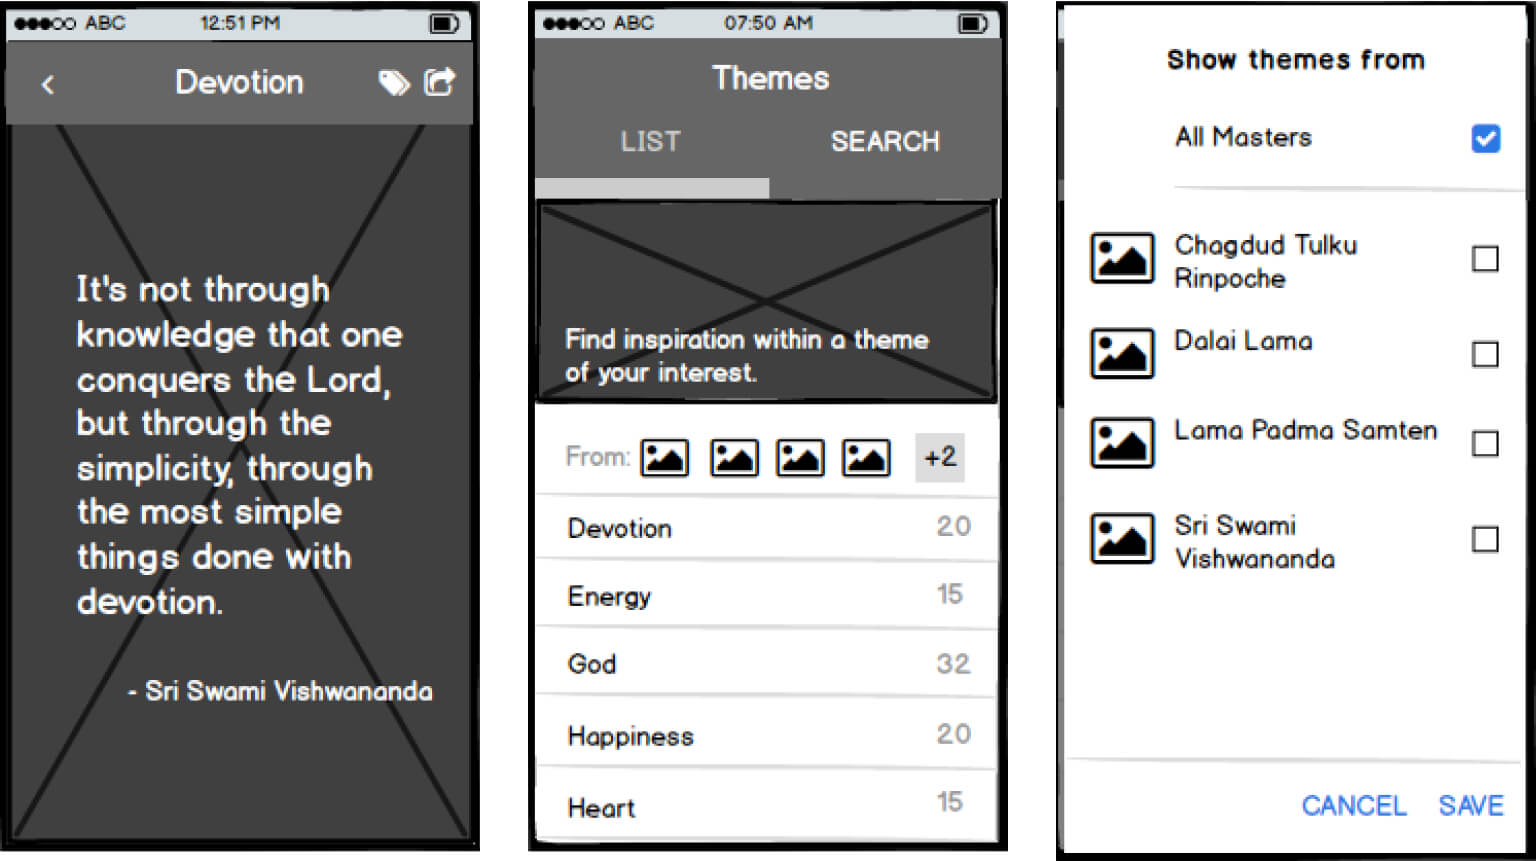 ABC 12:51 PM
Devotion
It's not through
knowledge that one
conquers the Lord,
but through the
simplicity, through
the most simple
things done with
devotion.
- Sri Swami Vishwananda
ABC 07:50 AM
Themes
LIST SEARCH
Find inspiration within a theme
of your interest.
From: +2
Devotion 20
Energy 15
God 32
Happiness 20
Heart 15
Show themes from
All Masters
Chagdud Tulku
Rinpoche
Dalai Lama
Lama Padma Samten
Sri Swami
Vishwananda
CANCEL SAVE